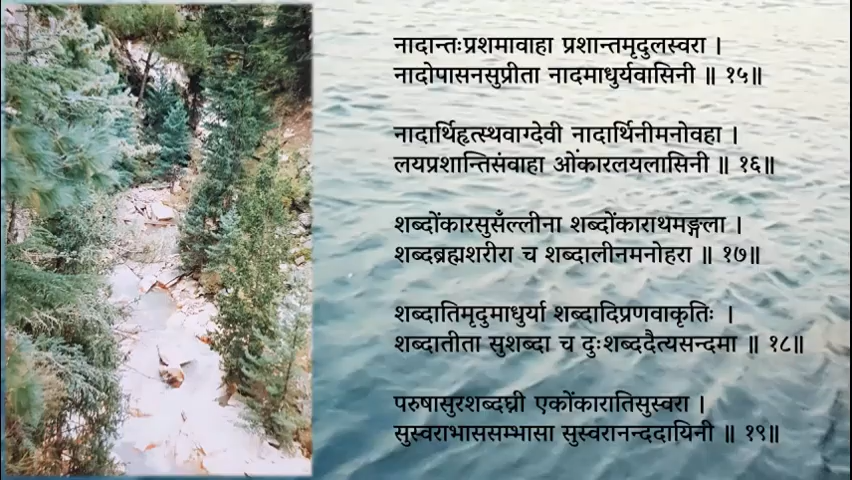 नादान्तःप्रशमावाहा प्रशान्तमृदुलस्वरा ।
नादोपासनसुप्रीता नादमाधुर्यवासिनी ॥ १५॥
नादार्थिहृत्स्थवाग्देवी नादार्थिनीमनोवहा ।
लयप्रशान्तिसंवाहा ओंकारलयलासिनी ॥ १६॥
शब्दोंकारसुसँल्लीना शब्दोंकाराथमङ्गला ।
शब्दब्रह्मशरीरा च शब्दालीनमनोहरा ॥ १७॥
शब्दातिमृदुमाधुर्या शब्दादिप्रणवाकृतिः ।
शब्दातीता सुशब्दा च दुःशब्ददैत्यसन्दमा ॥ १८॥
परुषासुरशब्दघ्नी एकोंकारातिसुस्वरा ।
सुस्वराभाससम्भासा सुस्वरानन्ददायिनी ॥ १९॥